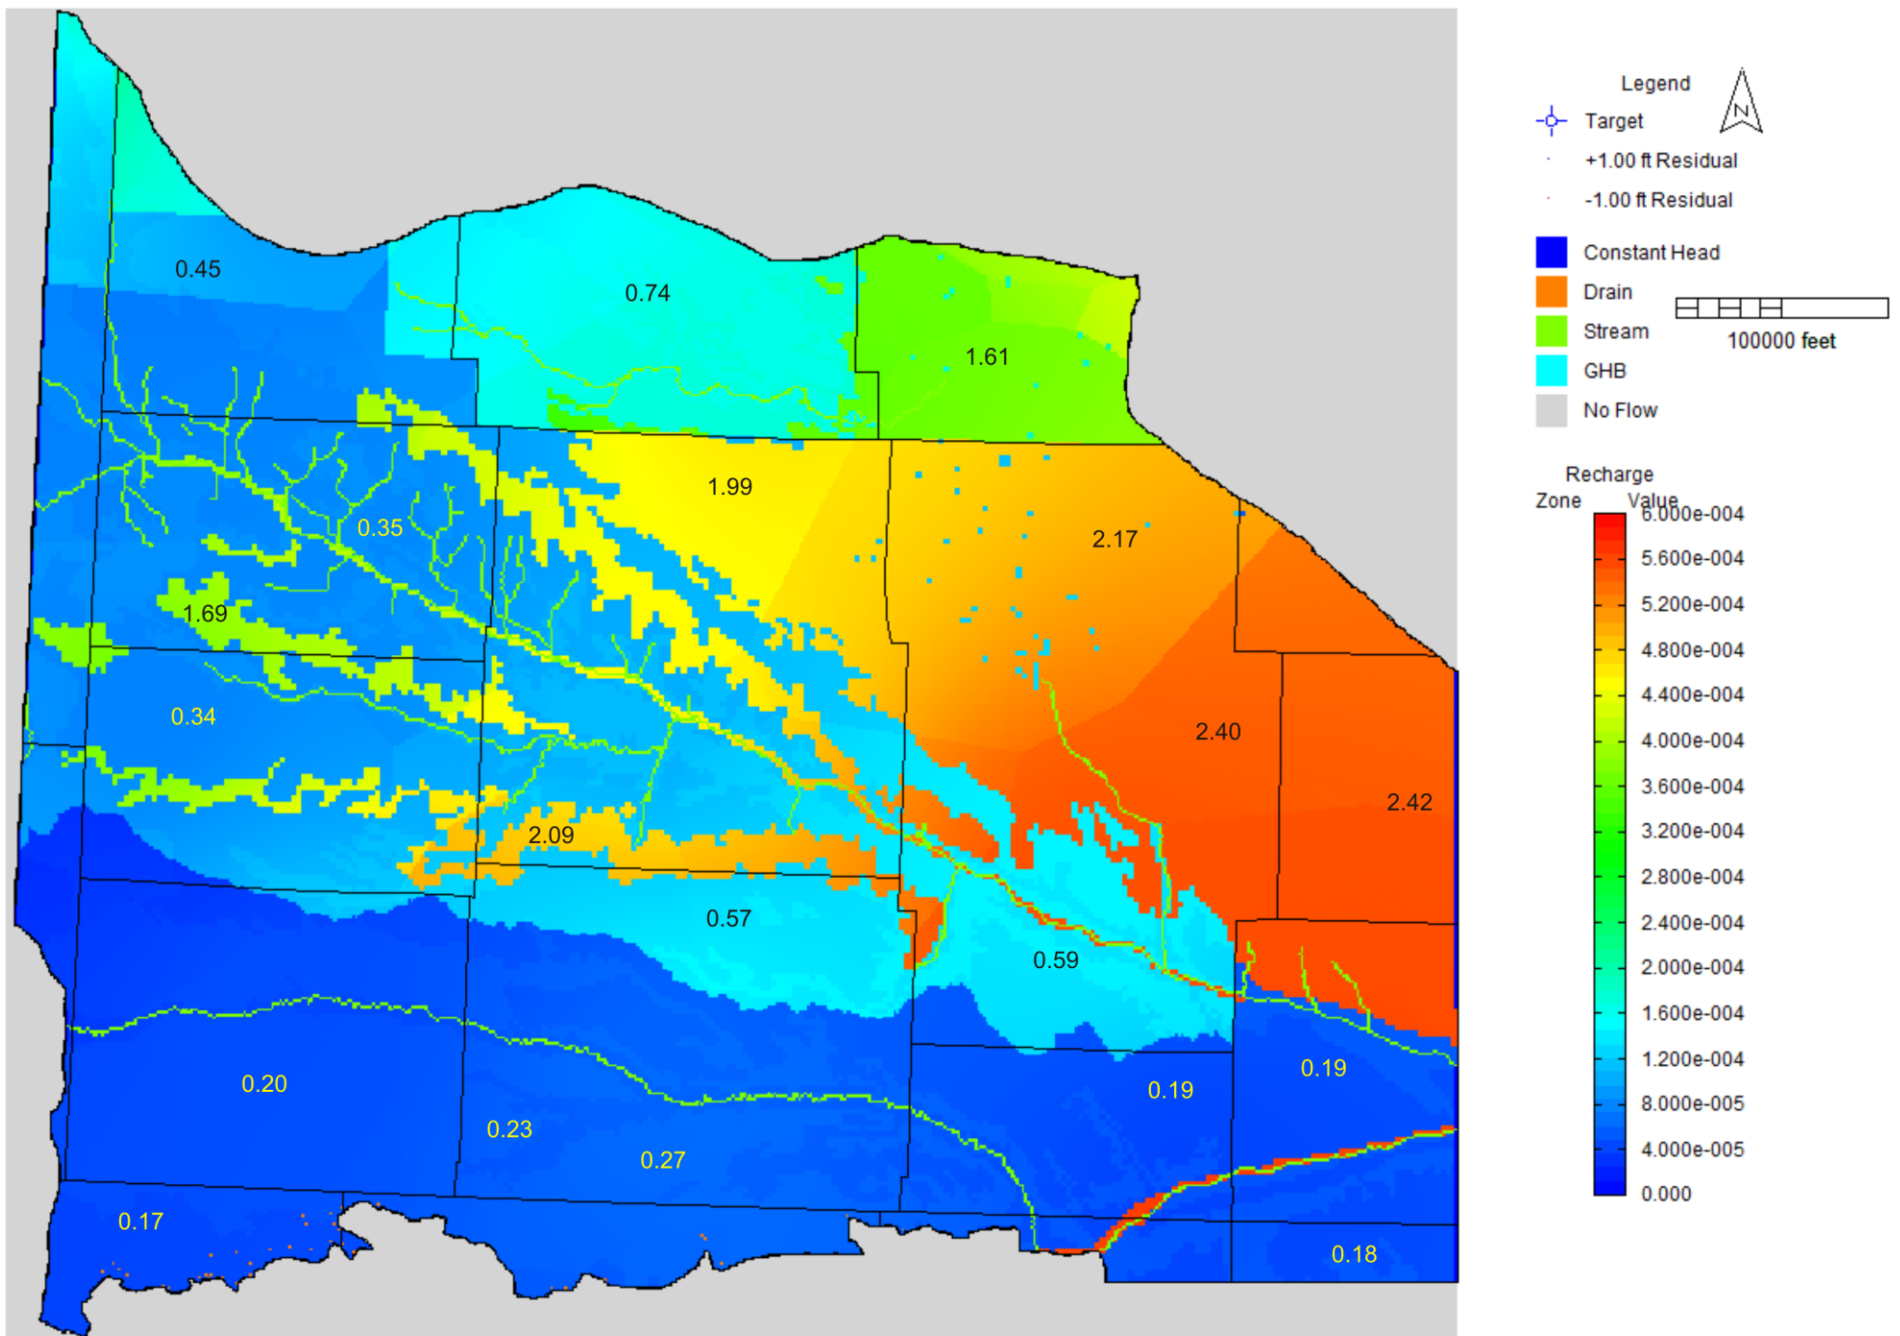 Legend
N
Target
+1.00 ft Residual
-1.00 ft Residual
Constant Head
Drain
Stream
100000 feet
GHB
No Flow
Recharge
Zone Value
6.000e-004
5.600e-004
5.200e-004
4.800e-004
4.400e-004
4.000e-004
3.600e-004
3.200e-004
2.800e-004
2.400e-004
2.000e-004
1.600e-004
1.200e-004
8.000e-005
4.000e-005
0.000
0.45
0.74
1.61
1.99
0.35
2.17
1.69
0.34
2.40
2.42
2.09
0.57
0.59
0.19
0.20
0.19
0.23
0.27
0.17
0.18